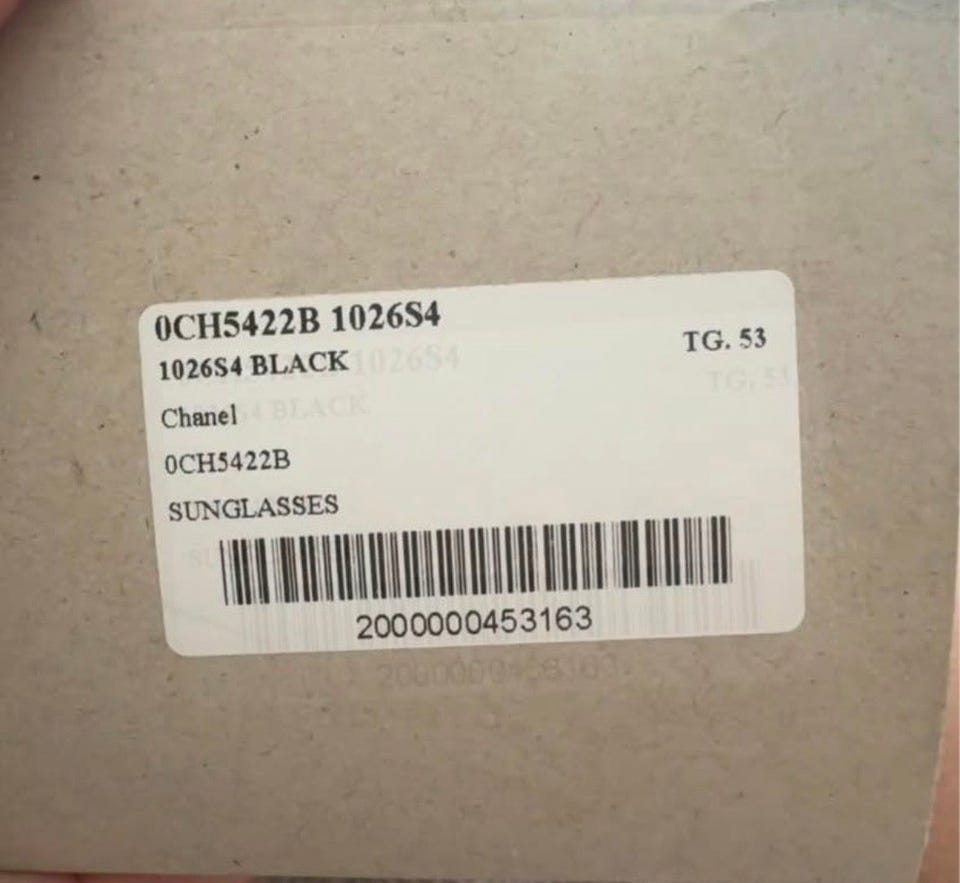 0CH5422B 1026S4
TG. 53
1026S4 BLACK
Chanel
0CH5422B
SUNGLASSES
2000000453163